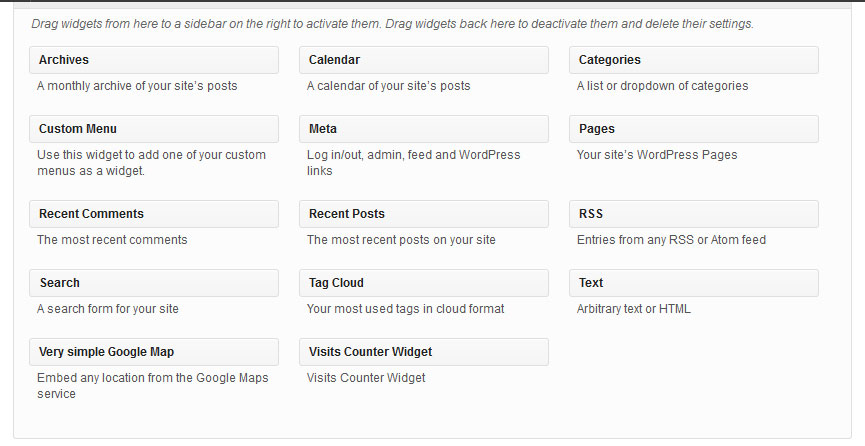 Drag widgets from here to a sidebar on the right to activate them. Drag widgets back here to deactivate them and delete their settings.
Archives
A monthly archive of your site's posts
Calendar
A calendar of your site's posts
Categories
A list or dropdown of categories
Custom Menu
Use this widget to add one of your custom
menus as a widget.
Meta
Log in/out, admin, feed and WordPress
links
Pages
Your site's WordPress Pages
Recent Comments
The most recent comments
Recent Posts
The most recent posts on your site
RSS
Entries from any RSS or Atom feed
Search
A search form for your site
Tag Cloud
Your most used tags in cloud format
Text
Arbitrary text or HTML
Very simple Google Map
Embed any location from the Google Maps
service
Visits Counter Widget
Visits Counter Widget